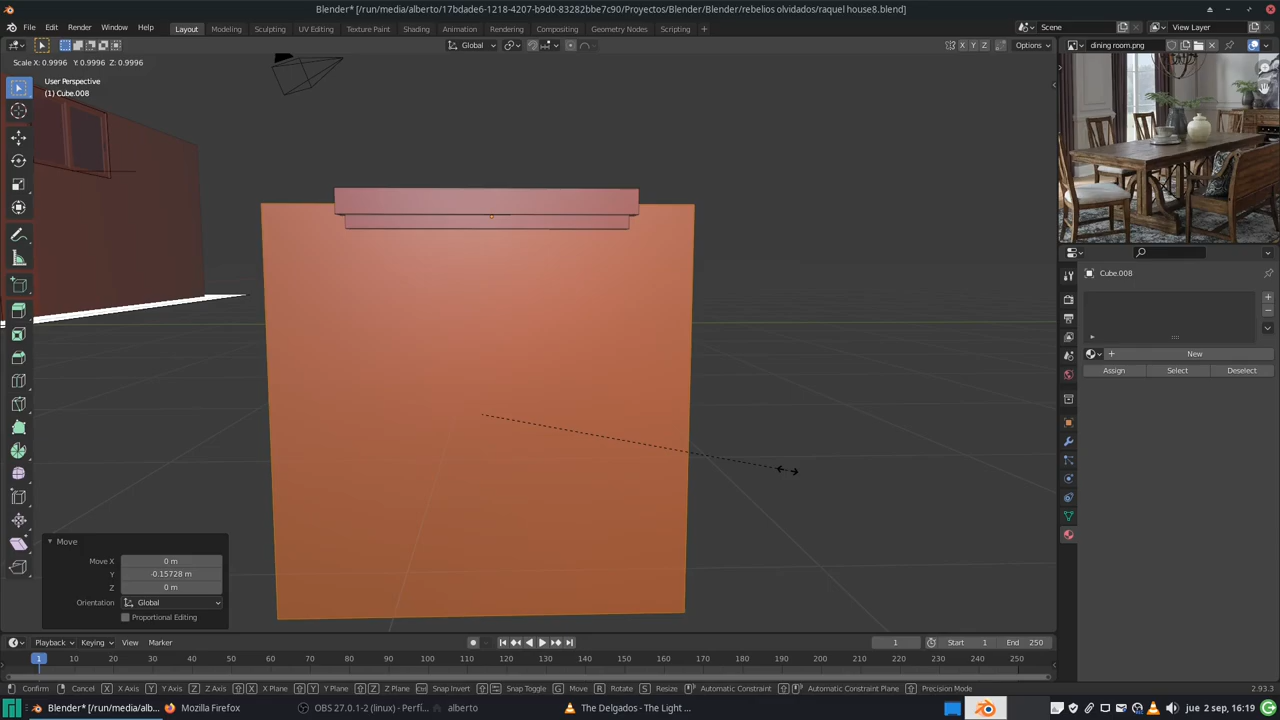 Blender* [/run/media/alberto/17bdade6-1218-4207-b9d0-83282bbe7c90/Proyectos/Blender/Blender/rebelios olvidados/raquel house8.blend]
File Edit Render Window Help Layout Modeling Sculpting UV Editing Texture Paint Shading Animation Rendering Compositing Geometry Nodes Scripting + Scene View Layer
Global X Y Z Options dining room.png
Scale X: 0.9996 Y: 0.9996 Z: 0.9996
User Perspective
(1) Cube.008
Cube.008
New
Assign Select Deselect
Move
Move X 0 m
Y -0.15728 m
Z 0 m
Orientation Global
Proportional Editing
Playback Keying View Marker 1 Start 1 End 250
1 10 20 30 40 50 60 70 80 90 100 110 120 130 140 150 160 170 180 190 200 210 220 230 240 250
Confirm Cancel X X Axis Y Y Axis Z Z Axis X X Plane Y Y Plane Z Z Plane Snap Invert Snap Toggle G Move R Rotate S Resize Automatic Constraint Automatic Constraint Plane Precision Mode 2.93.3
Blender* [/run/media/alberto/17bdad... Mozilla Firefox OBS 27.0.1-2 (linux) - Perfi... alberto The Delgados - The Light ... jue 2 sep, 16:19